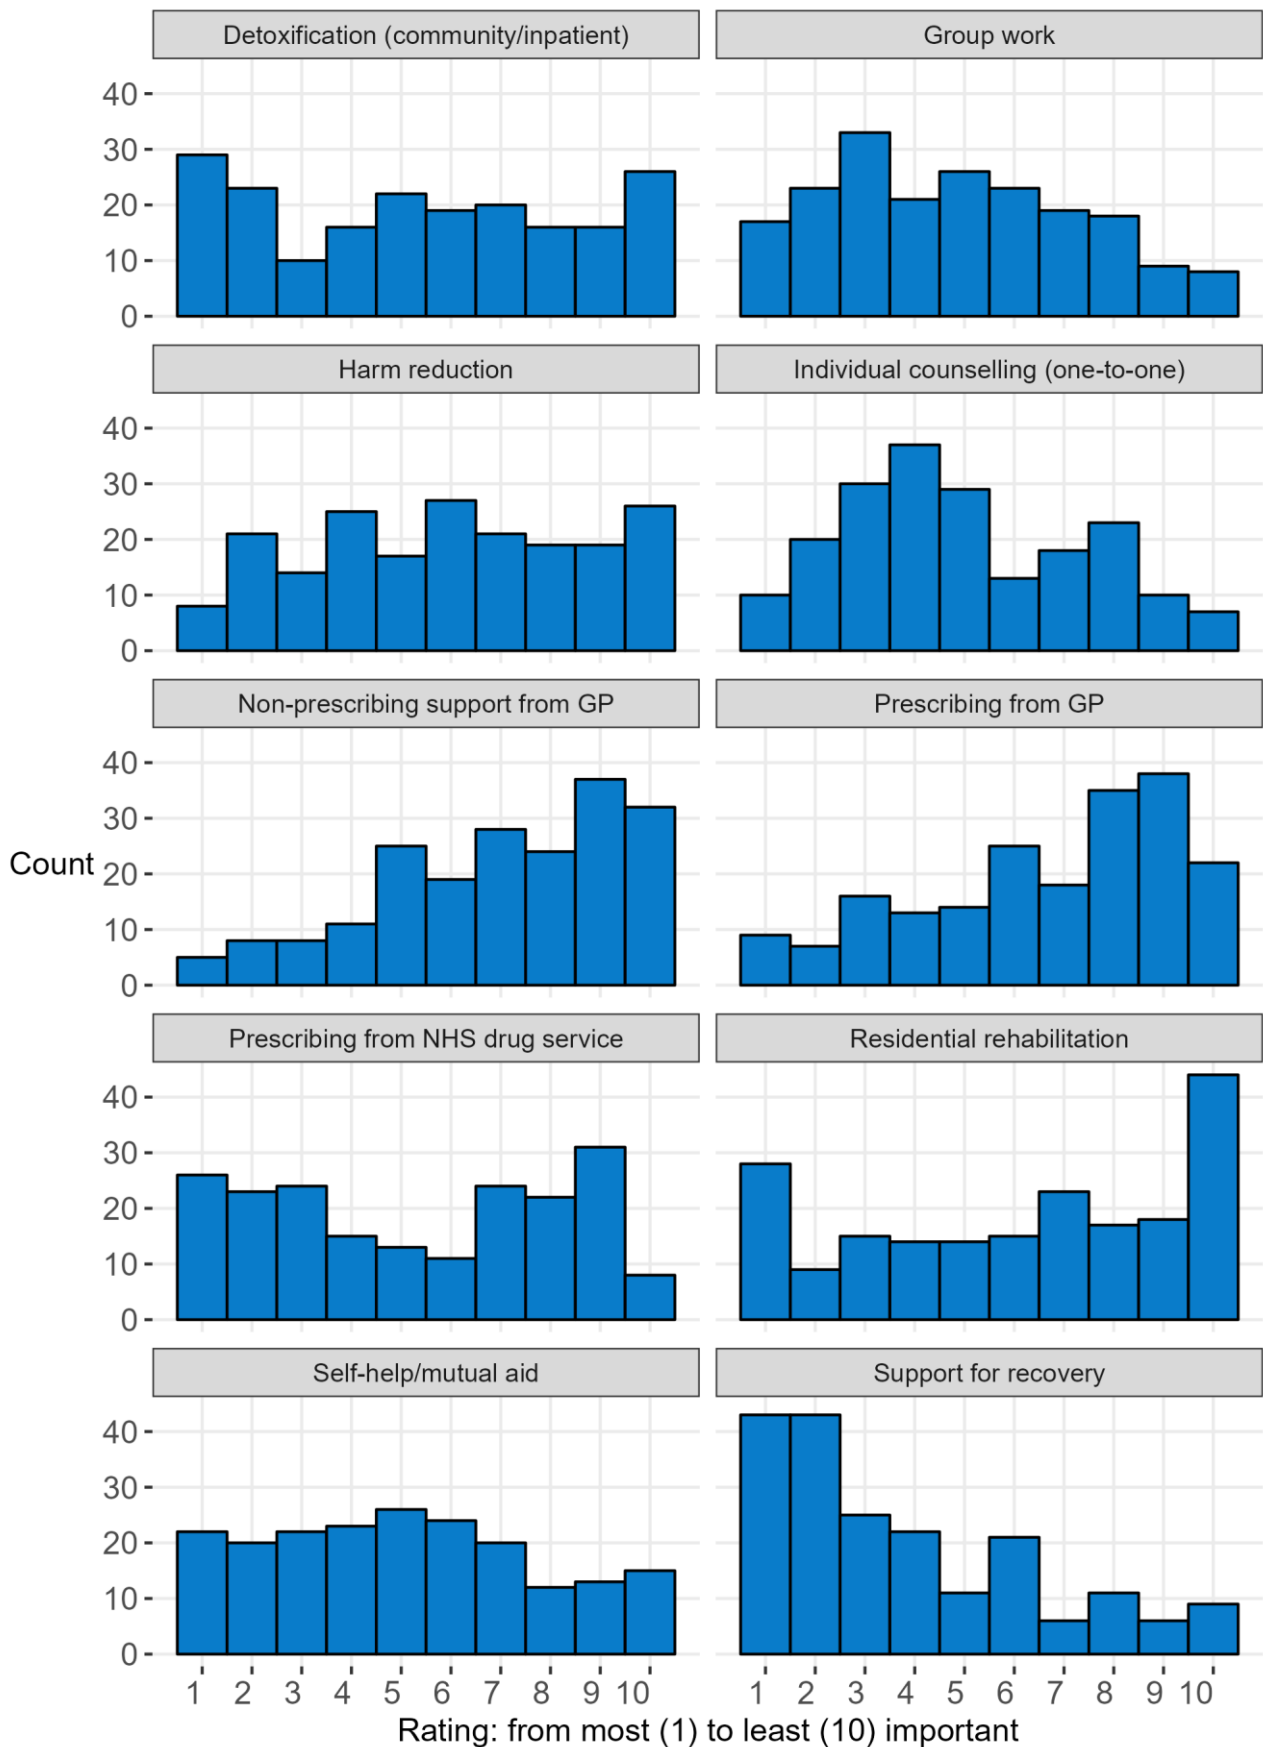 Detoxification (community/inpatient)
Group work
40
30
20
10
0
Harm reduction
Individual counselling (one-to-one)
40
30
20
10
0
Non-prescribing support from GP
Prescribing from GP
40
30
Count
20
10
0
Prescribing from NHS drug service
Residential rehabilitation
40
30
20
10
0
Self-help/mutual aid
Support for recovery
40
30
20
10
0
1 2 3 4 5 6 7 8 9 10
1 2 3 4 5 6 7 8 9 10
Rating: from most (1) to least (10) important